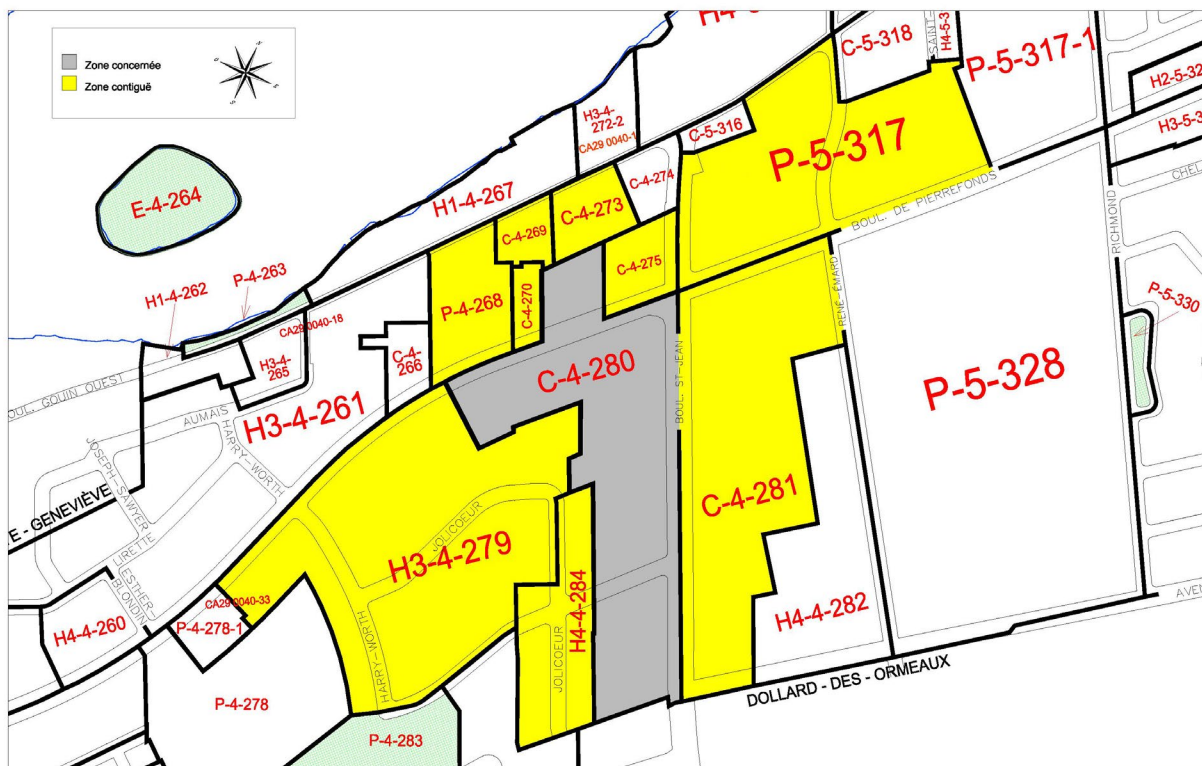 Zone concernée
Zone contiguë
N
O
E
S
H4-5-3
C-5-318
P-5-317-1
H2-5-32
H3-5-3
H3-4-
272-2
CA29 0040-1
C-5-316
P-5-317
C-4-274
E-4-264
H1-4-267
C-4-273
C-4-269
C-4-275
C-4-270
P-4-268
BOUL. DE PIERREFONDS
RICHMOND
CHEL
H1-4-262
P-4-263
CA29 0040-18
H3-4-
265
C-4-
266
P-5-330
RENÉ-ÉMARD
BOUL. ST-JEAN
C-4-280
P-5-328
OUL. GOUIN OUEST
AUMAIS
HARRY-WORTH
H3-4-261
JOSEPH-SAWYER
LIRETTE
ESTHER-
BLONDIN
TE - GENEVIÈVE
C-4-281
JOLICOEUR
H3-4-279
H4-4-284
H4-4-282
CA29 0040-33
P-4-278-1
H4-4-260
HARRY-WORTH
JOLICOEUR
AVEN
DOLLARD - DES - ORMEAUX
P-4-278
P-4-283